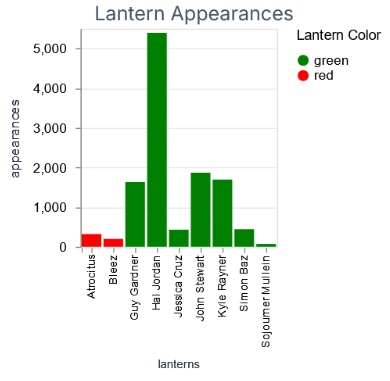 Lantern Appearances
Lantern Color
green
red
appearances
5,000
4,000
3,000
2,000
1,000
0
Atrocitus
Bleez
Guy Gardner
Hal Jordan
Jessica Cruz
John Stewart
Kyle Rayner
Simon Baz
Sojourner Mullein
lanterns